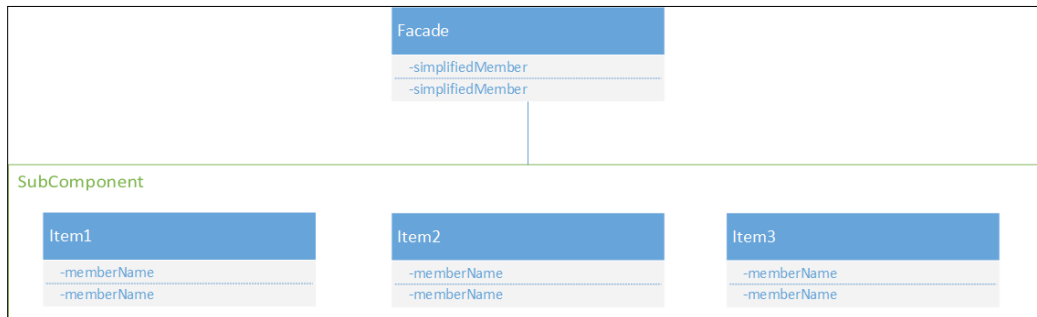 Facade
-simplifiedMember
-simplifiedMember
SubComponent
Item1
-memberName
-memberName
Item2
-memberName
-memberName
Item3
-memberName
-memberName